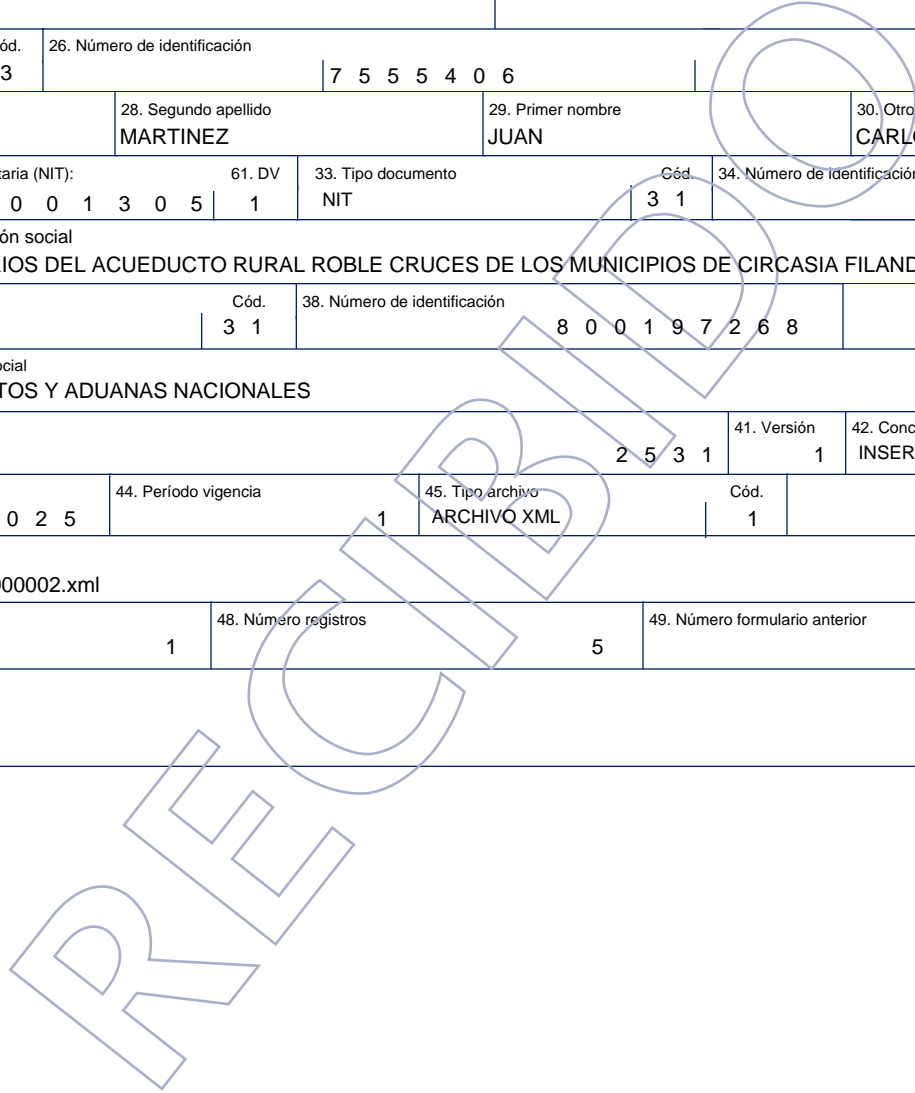 ód. 26. Número de identificación
3 7 5 5 5 4 0 6
28. Segundo apellido 29. Primer nombre 30. Otro
MARTINEZ JUAN CARLO
taria (NIT): 61. DV 33. Tipo documento Cód. 34. Número de identificación
0 0 1 3 0 5 1 NIT 3 1
ón social
IOS DEL ACUEDUCTO RURAL ROBLE CRUCES DE LOS MUNICIPIOS DE CIRCASIA FILAND
Cód. 38. Número de identificación
3 1 8 0 0 1 9 7 2 6 8
ocial
TOS Y ADUANAS NACIONALES
41. Versión 42. Conc
2 5 3 1 1 INSER
44. Período vigencia 45. Tipo archivo Cód.
0 2 5 1 ARCHIVO XML 1
000002.xml
48. Número registros 49. Número formulario anterior
1 5
RECIBIDO